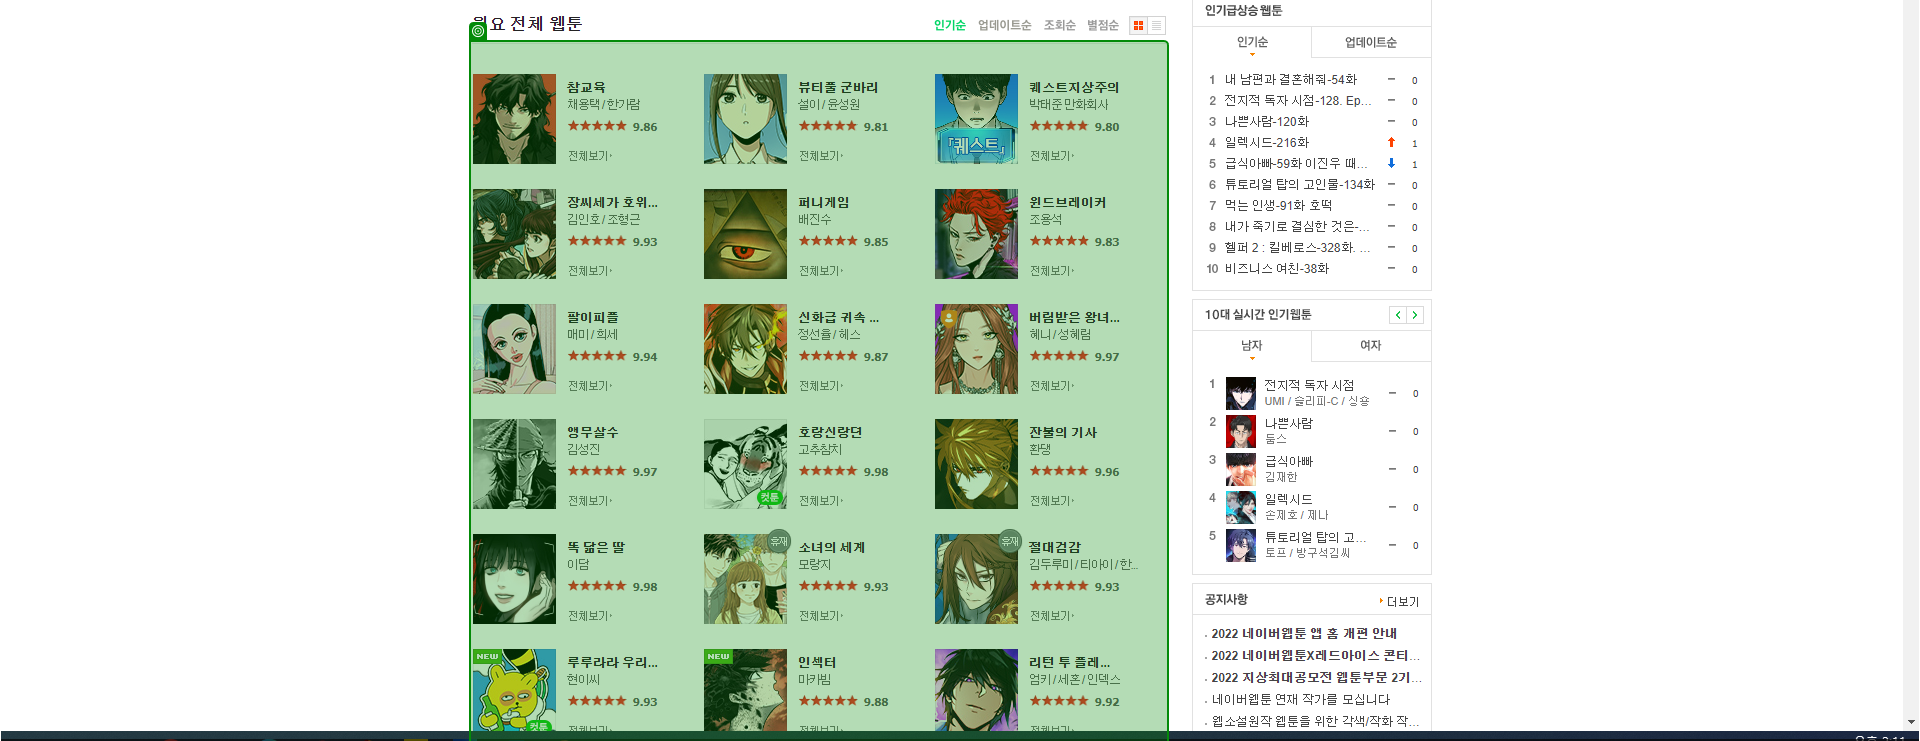 월요 전체 웹툰
인기순 업데이트순 조회순 별점순
참교육
채용택 / 한가람
★★★★★ 9.86
전체보기
뷰티풀 군바리
설이 / 윤성원
★★★★★ 9.81
전체보기
퀘스트지상주의
박태준 만화회사
★★★★★ 9.80
전체보기
『퀘스트』
장씨세가 호위...
김인호 / 조형근
★★★★★ 9.93
전체보기
퍼니게임
배진수
★★★★★ 9.85
전체보기
윈드브레이커
조용석
★★★★★ 9.83
전체보기
팔이피플
매미 / 희세
★★★★★ 9.94
전체보기
신화급 귀속 ...
정선율 / 헤스
★★★★★ 9.87
전체보기
버림받은 왕녀...
혜니 / 성혜림
★★★★★ 9.97
전체보기
앵무살수
김성진
★★★★★ 9.97
전체보기
호랑신랑뎐
고추참치
★★★★★ 9.98
전체보기
컷툰
잔불의 기사
환댕
★★★★★ 9.96
전체보기
똑 닮은 딸
이담
★★★★★ 9.98
전체보기
휴재
소녀의 세계
모랑지
★★★★★ 9.93
전체보기
휴재
절대검감
김두루미 / 티아이 / 한...
★★★★★ 9.93
전체보기
NEW
루루라라 우리...
현이씨
★★★★★ 9.93
전체보기
컷툰
NEW
인섹터
마카빔
★★★★★ 9.88
전체보기
리턴 투 플레...
엄키 / 세혼 / 인덱스
★★★★★ 9.92
전체보기
인기급상승 웹툰
인기순 업데이트순
1 내 남편과 결혼해줘-54화 0
2 전지적 독자 시점-128. Ep... 0
3 나쁜사람-120화 0
4 일렉시드-216화 1
5 급식아빠-59화 이진우 때... 1
6 튜토리얼 탑의 고인물-134화 0
7 먹는 인생-91화 호떡 0
8 내가 죽기로 결심한 것은-... 0
9 헬퍼 2 : 킬베로스-328화. ... 0
10 비즈니스 여친-38화 0
10대 실시간 인기웹툰
남자 여자
1 전지적 독자 시점 0
UMI / 슬리피-C / 싱숑
2 나쁜사람 0
둠스
3 급식아빠 0
김재한
4 일렉시드 0
손제호 / 제나
5 튜토리얼 탑의 고... 0
토프 / 방구석김씨
공지사항 더보기
2022 네이버웹툰 앱 홈 개편 안내
2022 네이버웹툰X레드아이스 콘티...
2022 지상최대공모전 웹툰부문 2기...
네이버웹툰 연재 작가를 모십니다
웹소설원작 웹툰을 위한 각색/작화 작...